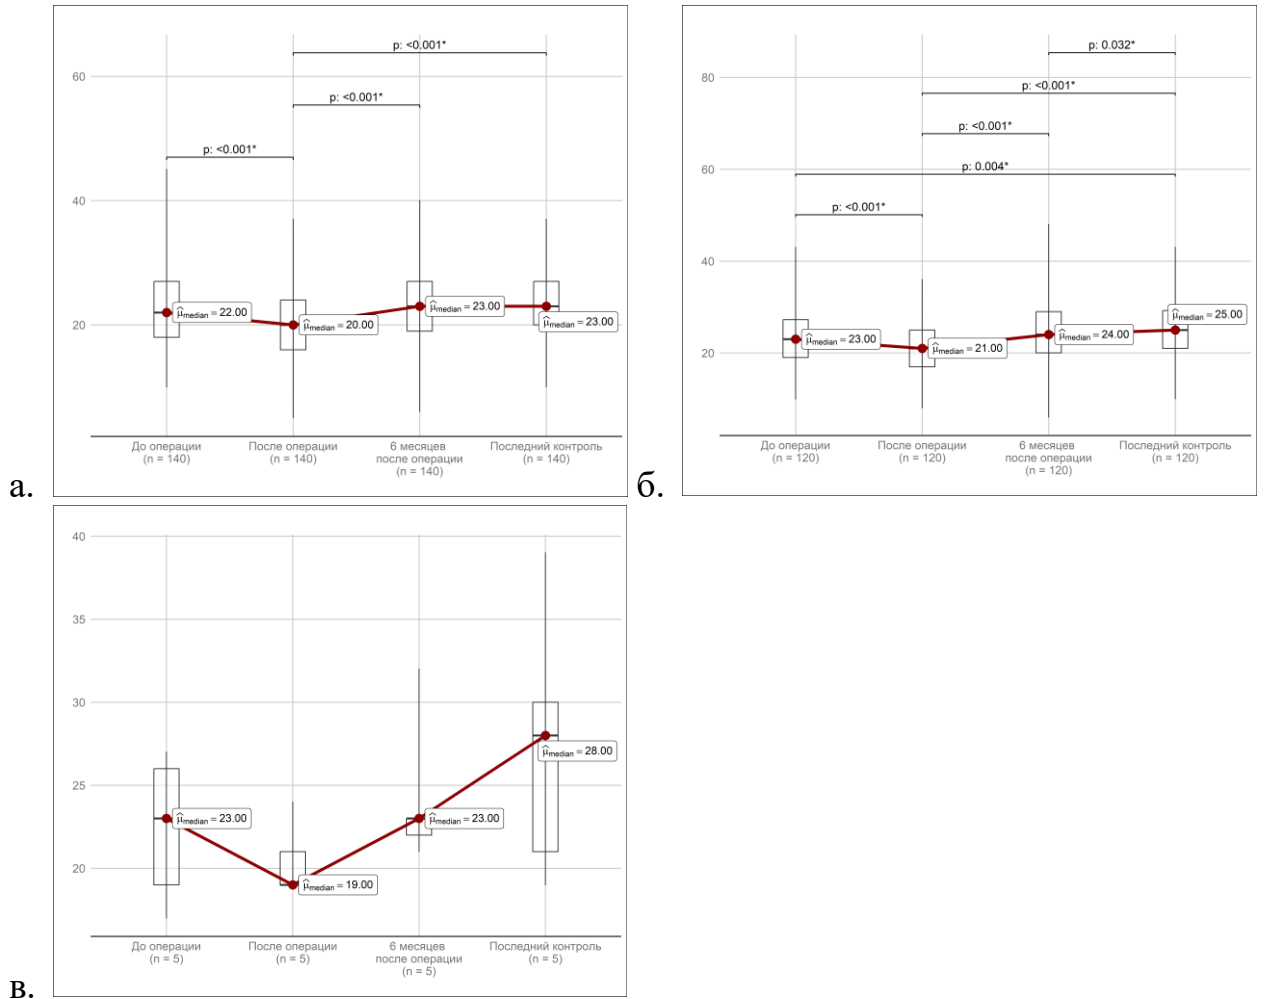 p: <0.001*
p: <0.001*
p: <0.001*
60
40
20
μ̂median = 22.00
μ̂median = 20.00
μ̂median = 23.00
μ̂median = 23.00
До операции
(n = 140)
После операции
(n = 140)
6 месяцев
после операции
(n = 140)
Последний контроль
(n = 140)
а.
p: 0.032*
p: <0.001*
p: <0.001*
p: 0.004*
p: <0.001*
80
60
40
20
μ̂median = 23.00
μ̂median = 21.00
μ̂median = 24.00
μ̂median = 25.00
До операции
(n = 120)
После операции
(n = 120)
6 месяцев
после операции
(n = 120)
Последний контроль
(n = 120)
б.
40
35
30
25
20
μ̂median = 23.00
μ̂median = 19.00
μ̂median = 23.00
μ̂median = 28.00
До операции
(n = 5)
После операции
(n = 5)
6 месяцев
после операции
(n = 5)
Последний контроль
(n = 5)
в.